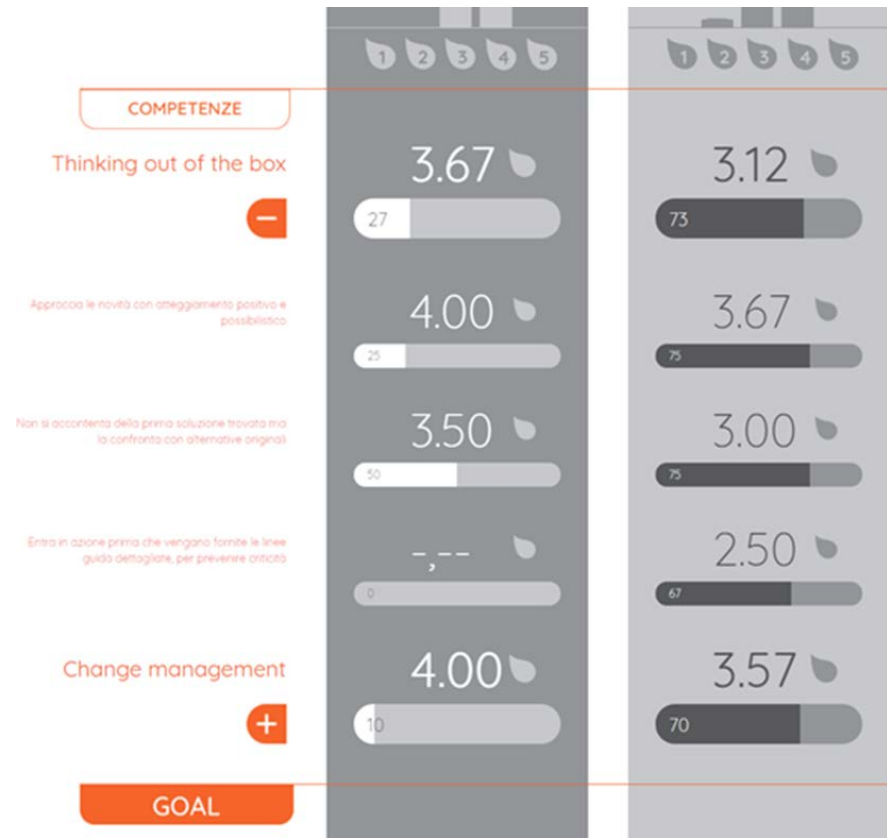 1 2 3 4 5 1 2 3 4 5
COMPETENZE
Thinking out of the box 3.67 3.12
27 73
Approccia le novità con atteggiamento positivo e
possibilistico
4.00 3.67
25 75
Non si accontenta della prima soluzione trovata ma
la confronta con alternative originali
3.50 3.00
50 75
Entra in azione prima che vengano fornite le linee
guida dettagliate, per prevenire criticità
-,-- 2.50
0 67
Change management 4.00 3.57
10 70
GOAL